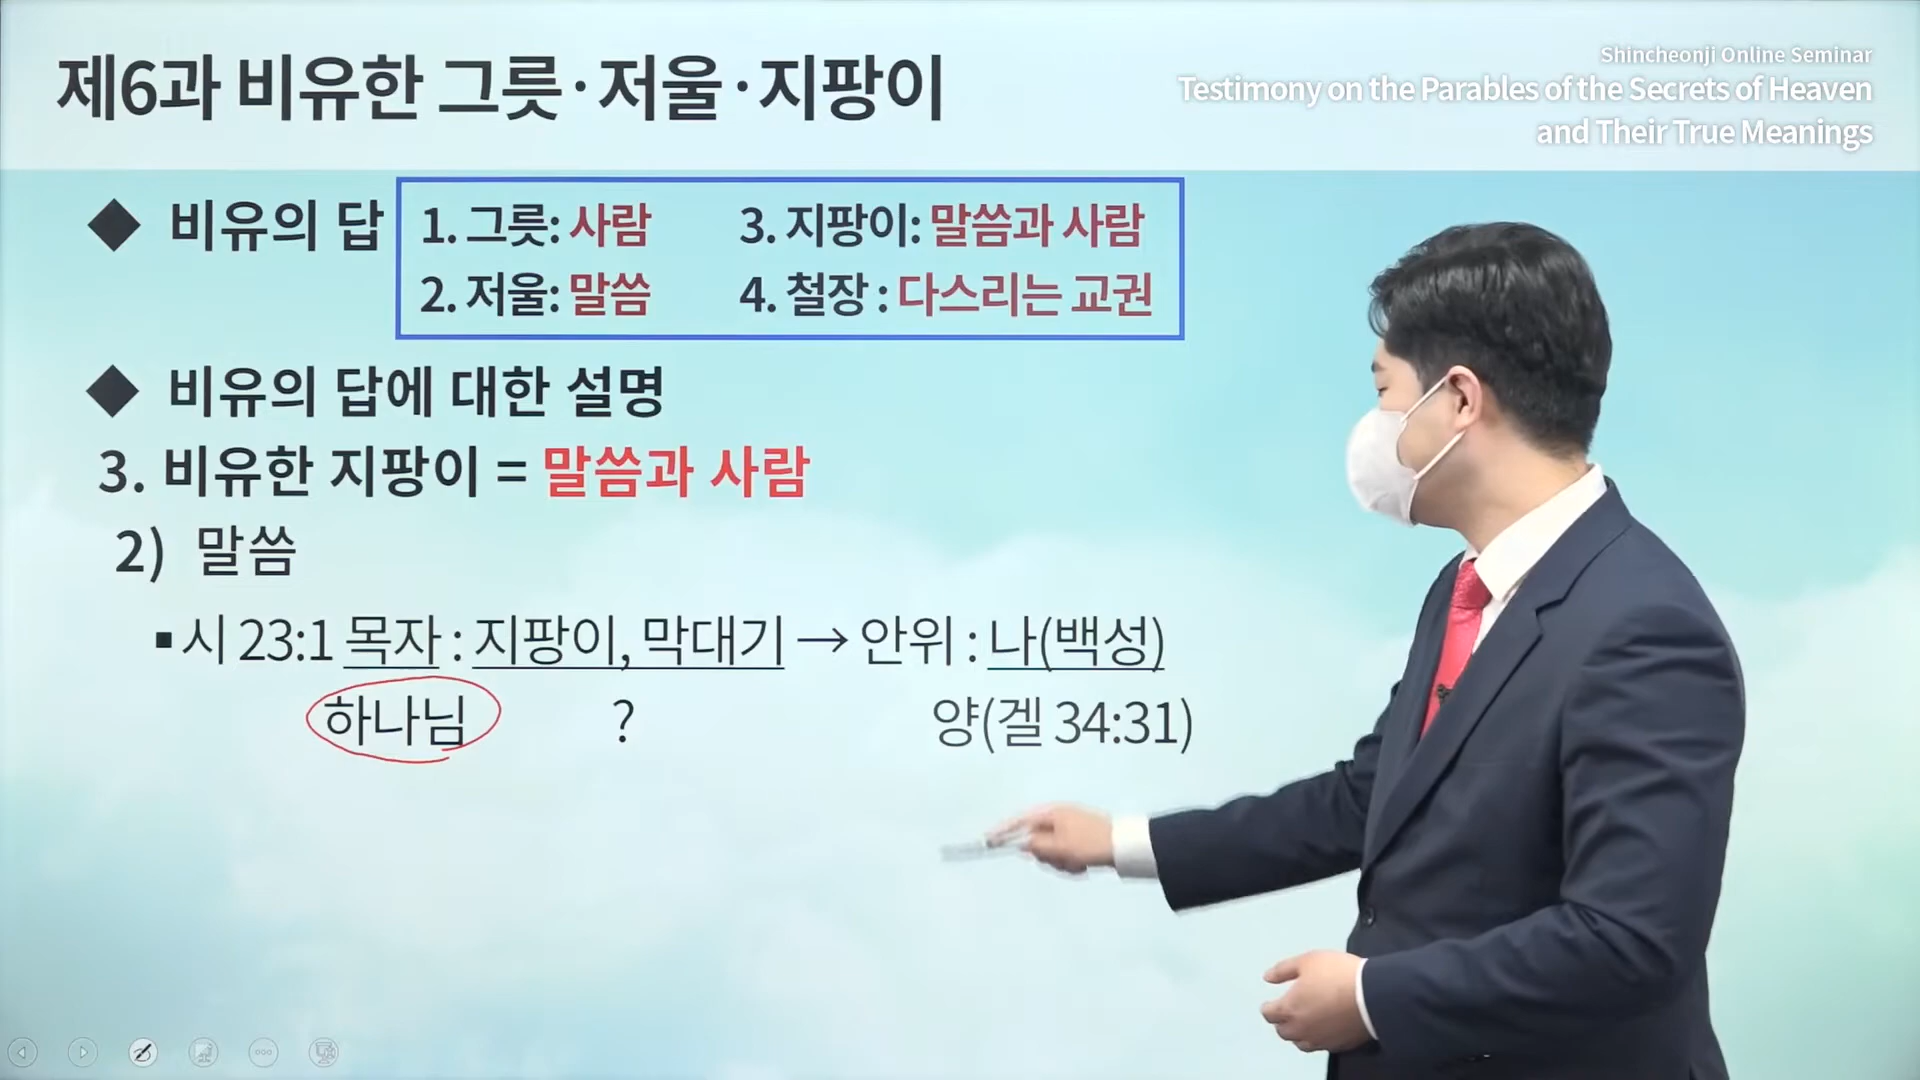 제6과 비유한 그릇·저울·지팡이
Shincheonji Online Seminar
Testimony on the Parables of the Secrets of Heaven
and Their True Meanings
◆ 비유의 답
1. 그릇: 사람
3. 지팡이: 말씀과 사람
2. 저울: 말씀
4. 철장 : 다스리는 교권
◆ 비유의 답에 대한 설명
3. 비유한 지팡이 = 말씀과 사람
2) 말씀
▪ 시 23:1 목자 : 지팡이, 막대기 → 안위 : 나(백성)
하나님 ? 양(겔 34:31)